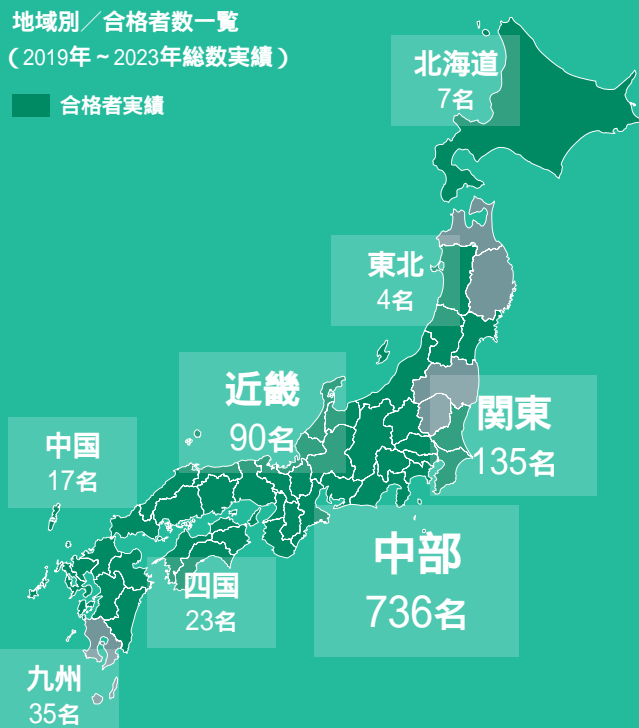 地域別／合格者数一覧
（2019年～2023年総数実績）
合格者実績
北海道
7名
東北
4名
近畿
90名
関東
135名
中国
17名
中部
736名
四国
23名
九州
35名